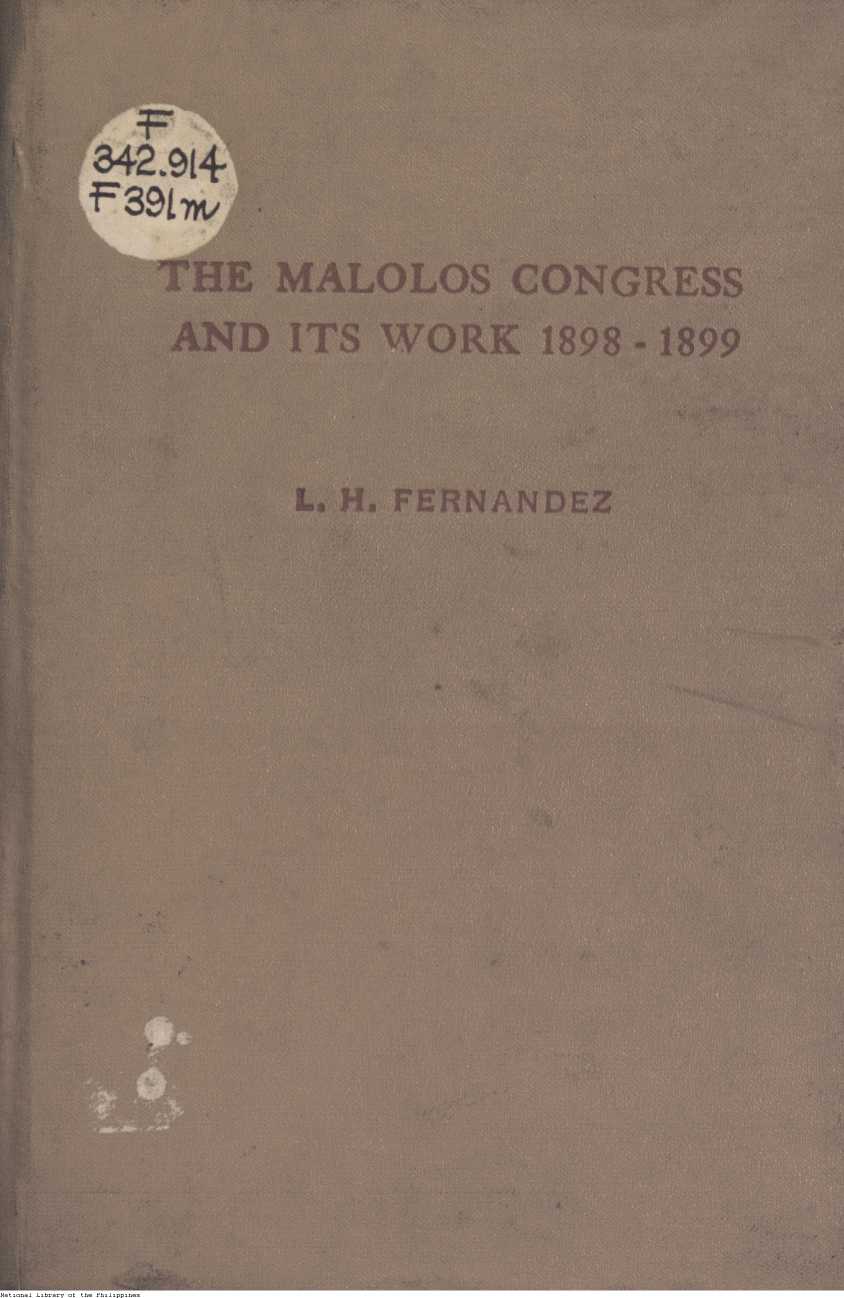 F
342.914
F391m
THE MALOLOS CONGRESS
AND ITS WORK 1898 - 1899
L. H. FERNANDEZ
National Library of the Philippines